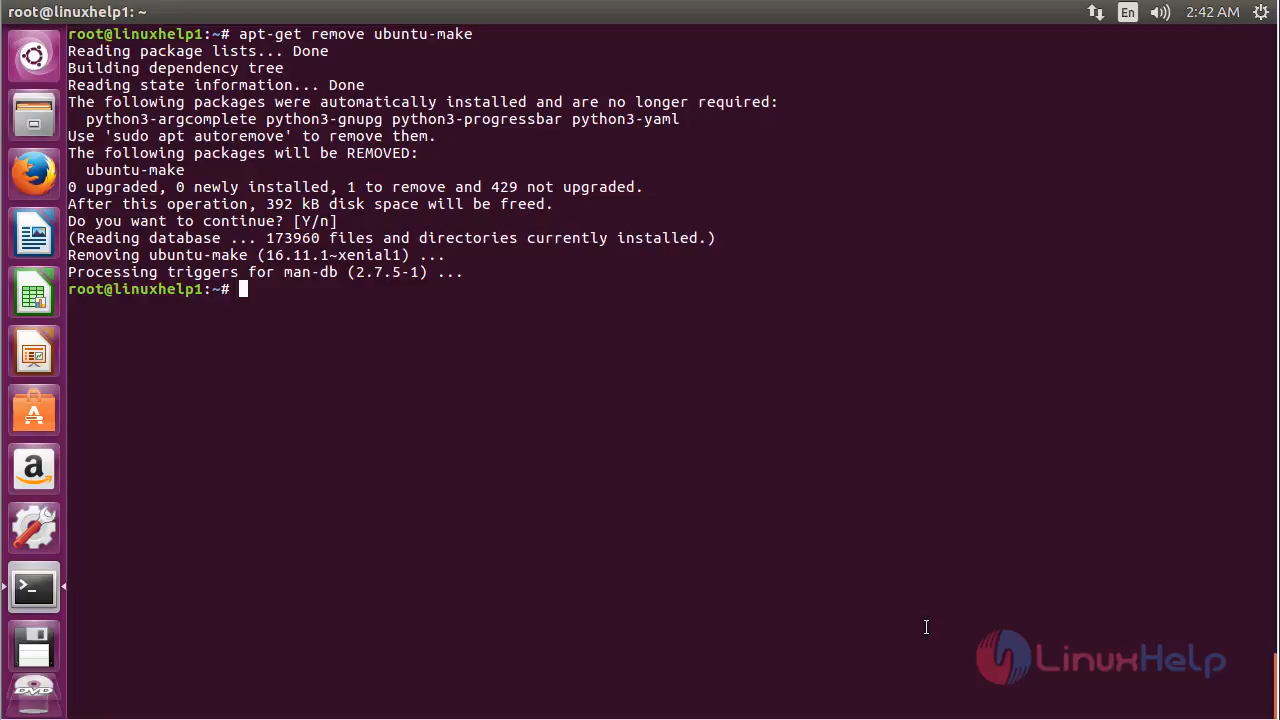 root@linuxhelp1: ~
En
2:42 AM
root@linuxhelp1:~# apt-get remove ubuntu-make
Reading package lists... Done
Building dependency tree
Reading state information... Done
The following packages were automatically installed and are no longer required:
  python3-argcomplete python3-gnupg python3-progressbar python3-yaml
Use 'sudo apt autoremove' to remove them.
The following packages will be REMOVED:
  ubuntu-make
0 upgraded, 0 newly installed, 1 to remove and 429 not upgraded.
After this operation, 392 kB disk space will be freed.
Do you want to continue? [Y/n]
(Reading database ... 173960 files and directories currently installed.)
Removing ubuntu-make (16.11.1~xenial1) ...
Processing triggers for man-db (2.7.5-1) ...
root@linuxhelp1:~#
a
>_
DVD
LinuxHelp